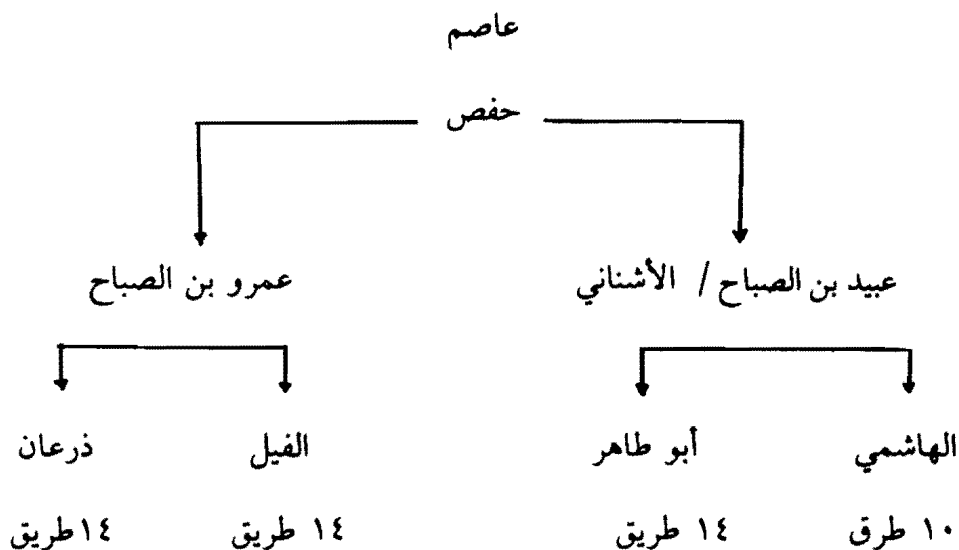 عاصم
حفص
عبيد بن الصباح / الأشناني عمرو بن الصباح
الهاشمي أبو طاهر الفيل ذرعان
١٠ طرق ١٤ طريق ١٤ طريق ١٤طريق